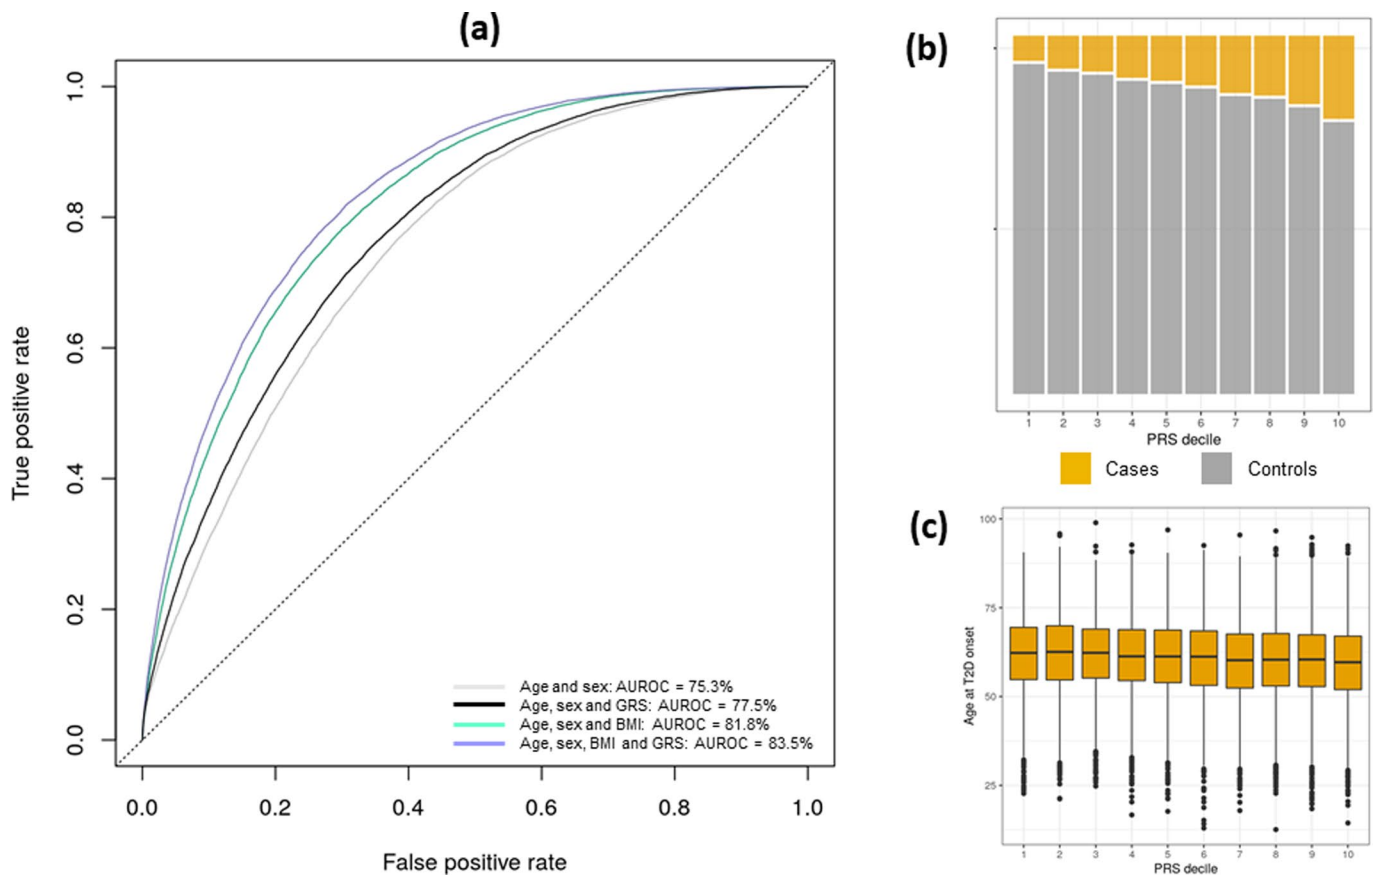 (a)
True positive rate
1.0
0.8
0.6
0.4
0.2
0.0
Age and sex: AUROC = 75.3%
Age, sex and GRS: AUROC = 77.5%
Age, sex and BMI: AUROC = 81.8%
Age, sex, BMI and GRS: AUROC = 83.5%
0.0 0.2 0.4 0.6 0.8 1.0
False positive rate
(b)
1 2 3 4 5 6 7 8 9 10
PRS decile
Cases Controls
(c)
Age at T2D onset
100
75
50
25
1 2 3 4 5 6 7 8 9 10
PRS decile